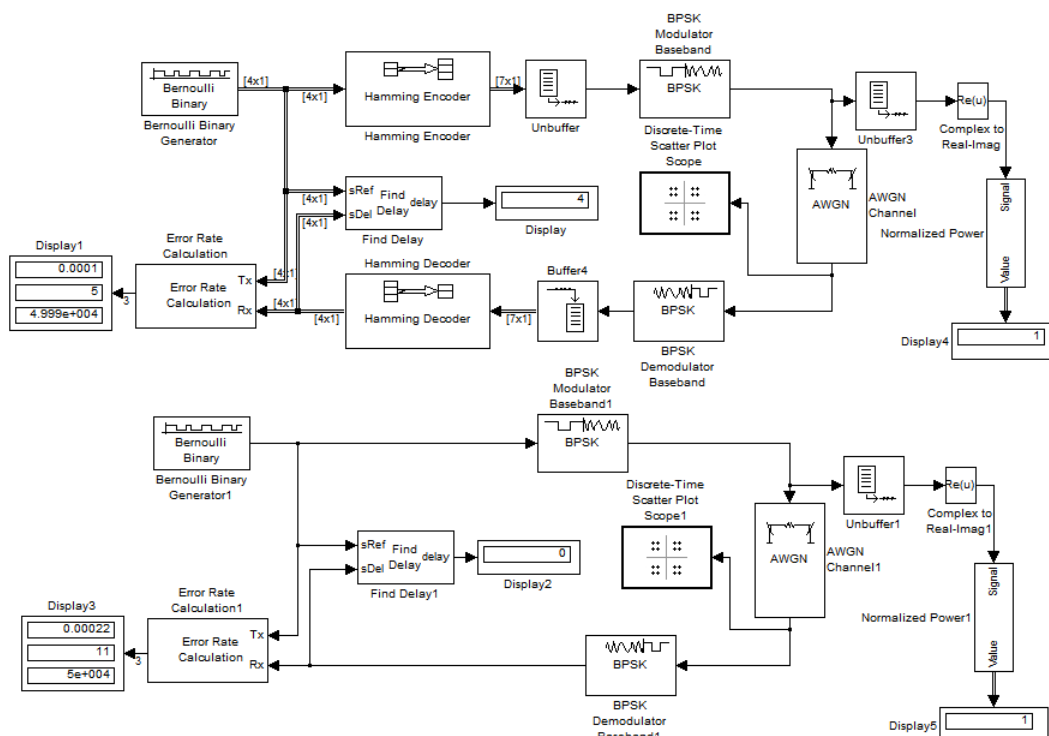 BPSK
Modulator
Baseband
[4x1]
[4x1]
Bernoulli
Binary
Bernoulli Binary
Generator
[4x1]
Hamming Encoder
Hamming Encoder
[7x1]
Unbuffer
BPSK
Discrete-Time
Scatter Plot
Scope
Unbuffer3
Re(u)
Complex to
Real-Imag
AWGN
AWGN
Channel
Signal
Value
Normalized Power
[4x1]
[4x1]
sRef
sDel
Find
Delay
delay
Find Delay
4
Display
Display1
0.0001
5
4.999e+004
3
Error Rate
Calculation
Error Rate
Calculation
Tx
Rx
[4x1]
[4x1]
[4x1]
Hamming Decoder
Hamming Decoder
[7x1]
Buffer4
BPSK
BPSK
Demodulator
Baseband
Display4
1
BPSK
Modulator
Baseband1
BPSK
Bernoulli
Binary
Bernoulli Binary
Generator1
Discrete-Time
Scatter Plot
Scope1
Unbuffer1
Re(u)
Complex to
Real-Imag1
AWGN
AWGN
Channel1
Signal
Value
Normalized Power1
sRef
sDel
Find
Delay
delay
Find Delay1
0
Display2
Display3
0.00022
11
5e+004
3
Error Rate
Calculation1
Error Rate
Calculation
Tx
Rx
BPSK
BPSK
Demodulator
Baseband1
Display5
1